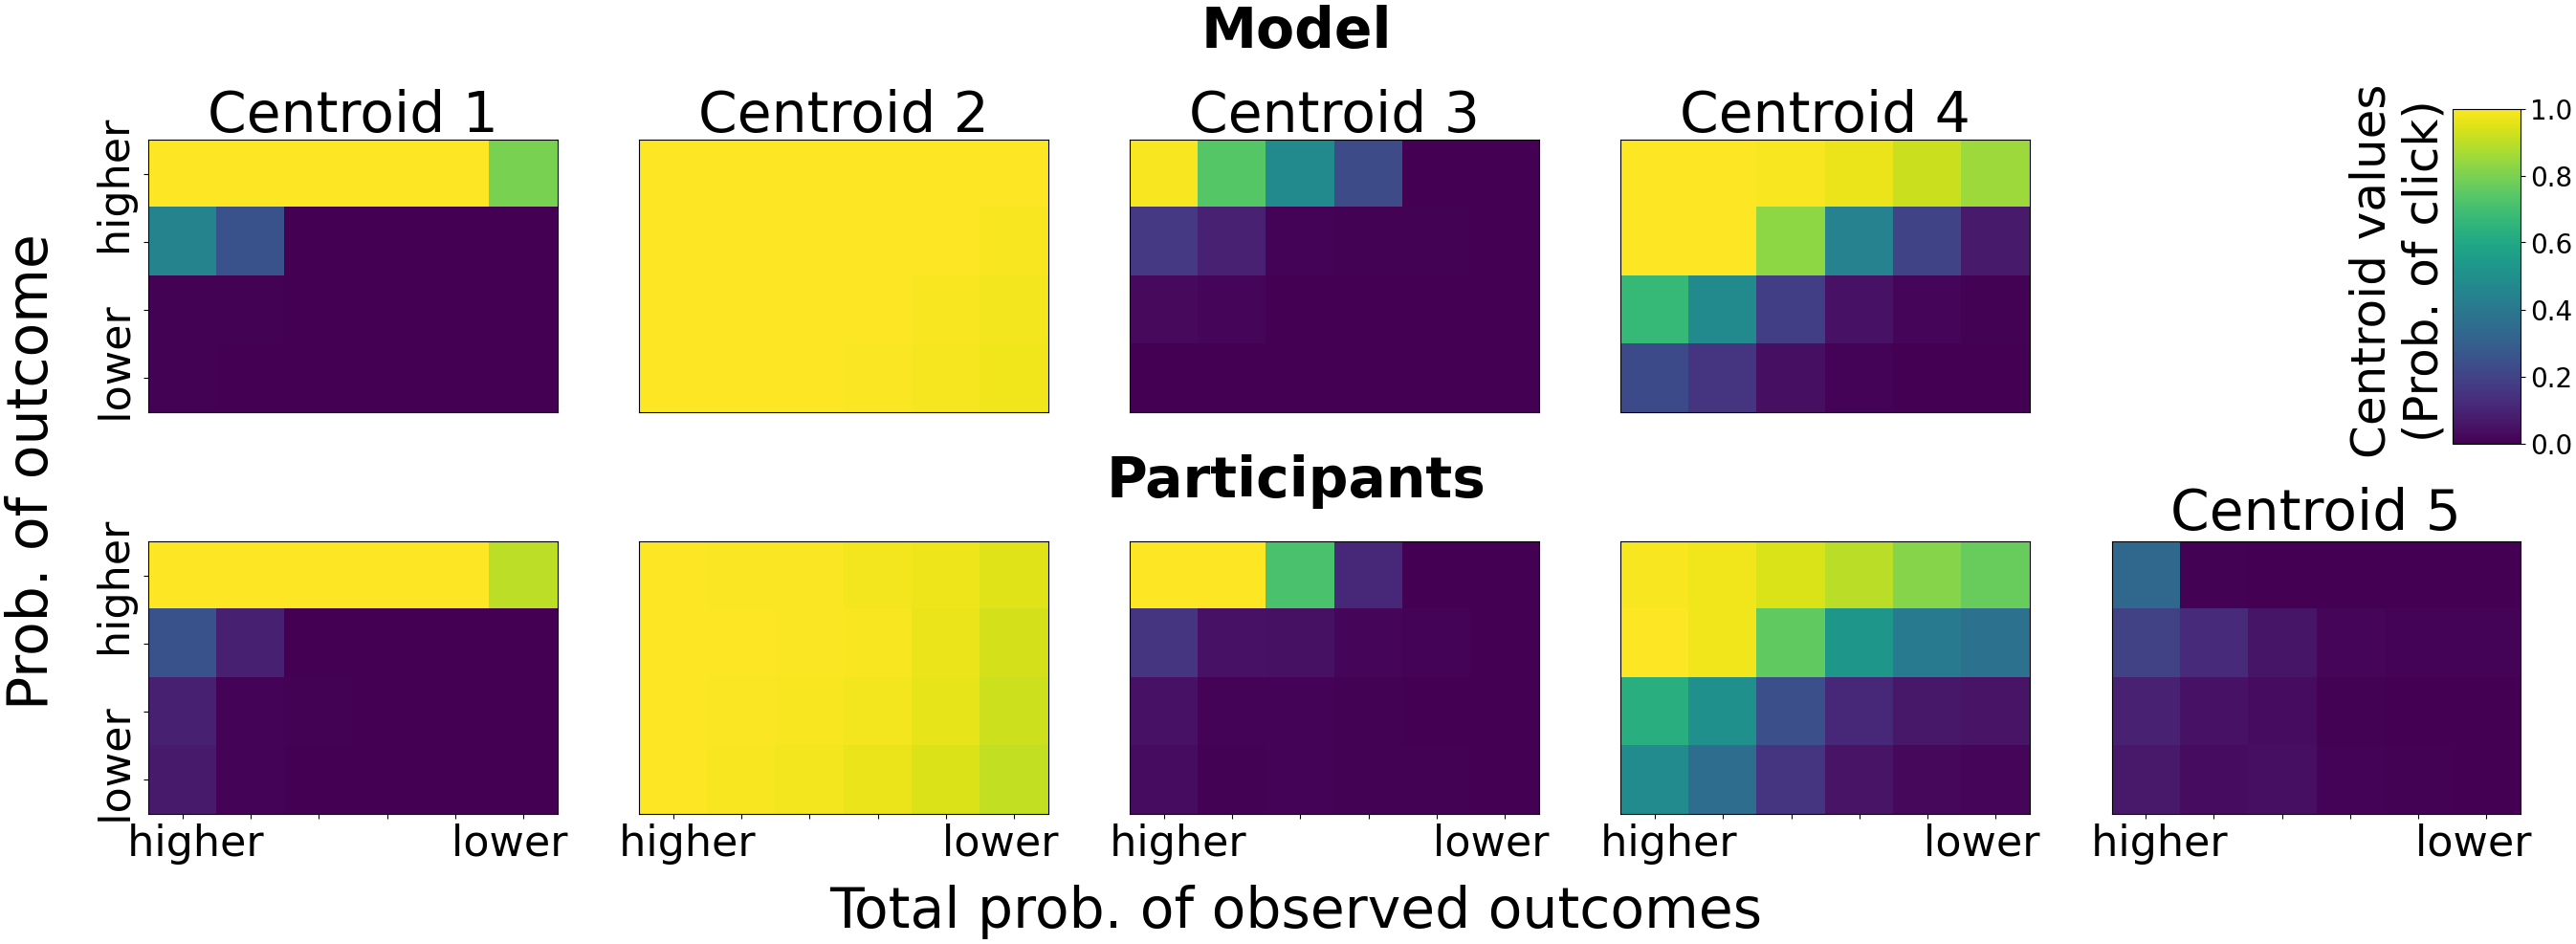 Model
Centroid 1
Centroid 2
Centroid 3
Centroid 4
higher
lower
Centroid values
(Prob. of click)
1.0
0.8
0.6
0.4
0.2
0.0
Prob. of outcome
Participants
Centroid 5
higher
lower
higher
lower
higher
lower
higher
lower
higher
lower
higher
lower
Total prob. of observed outcomes